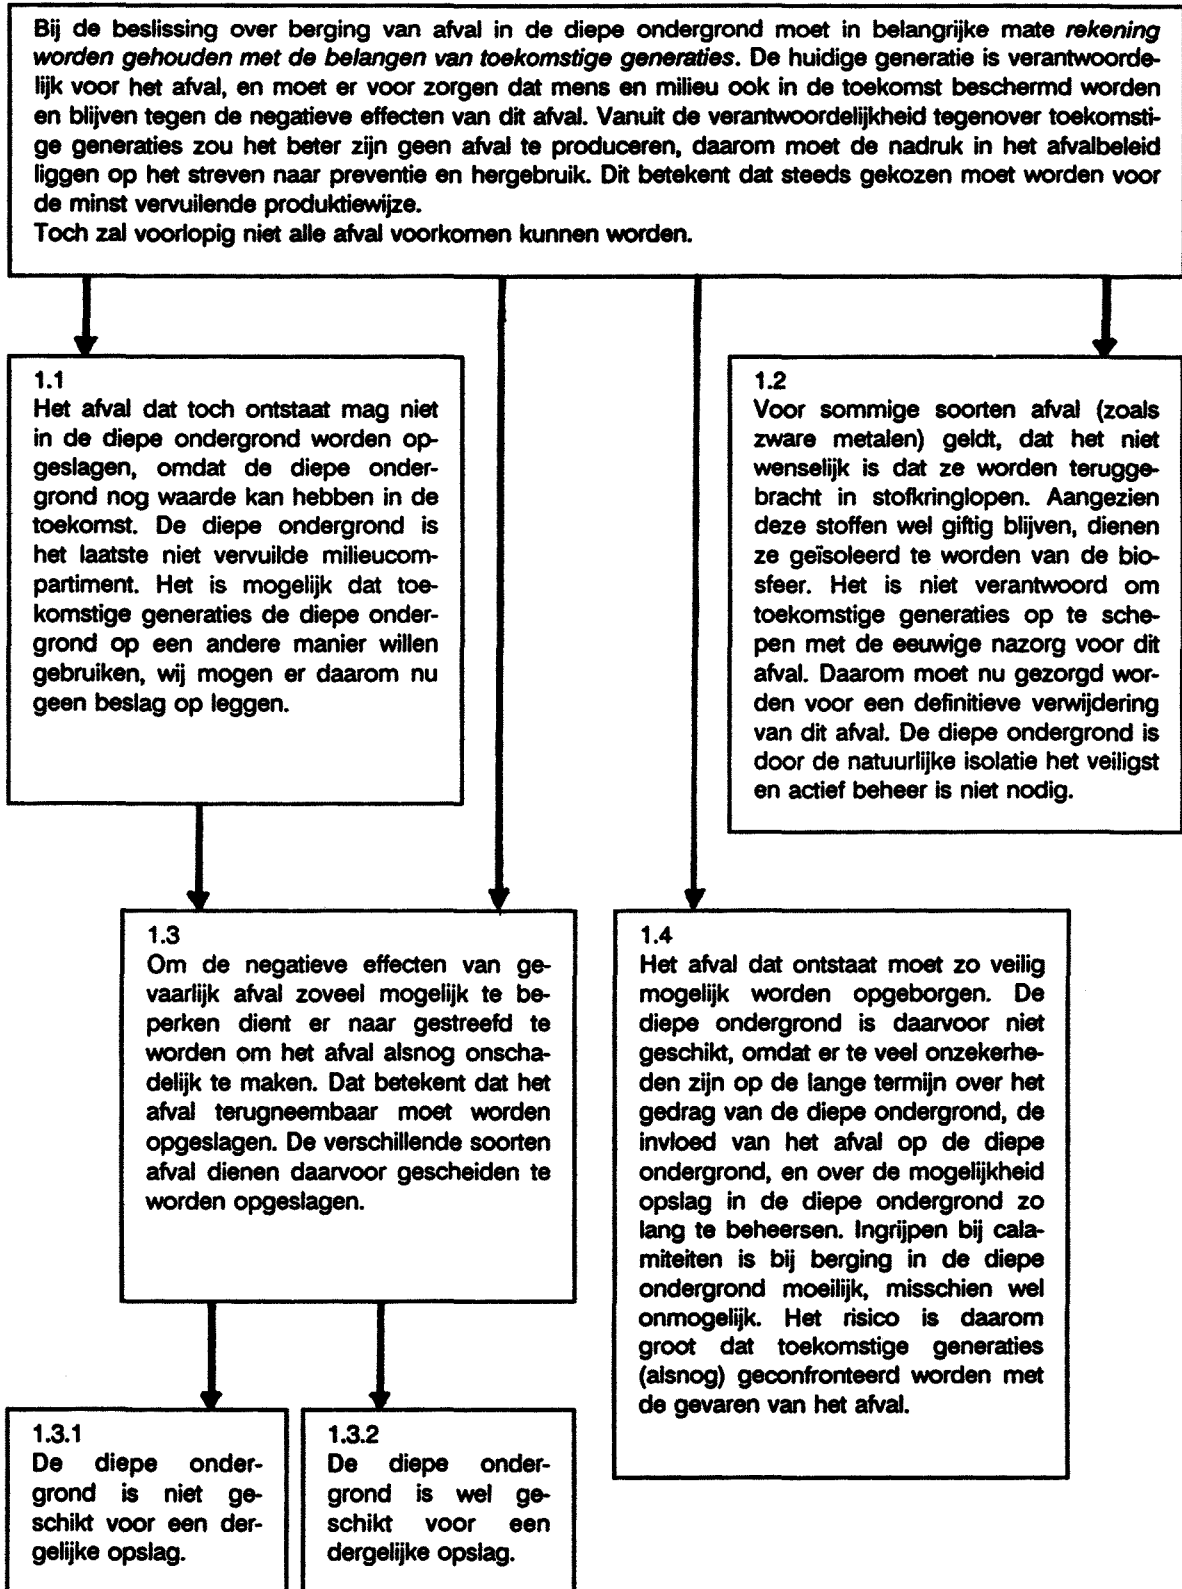 Bij de beslissing over berging van afval in de diepe ondergrond moet in belangrijke mate rekening
worden gehouden met de belangen van toekomstige generaties. De huidige generatie is verantwoorde-
lijk voor het afval, en moet er voor zorgen dat mens en milieu ook in de toekomst beschermd worden
en blijven tegen de negatieve effecten van dit afval. Vanuit de verantwoordelijkheid tegenover toekomsti-
ge generaties zou het beter zijn geen afval te produceren, daarom moet de nadruk in het afvalbeleid
liggen op het streven naar preventie en hergebruik. Dit betekent dat steeds gekozen moet worden voor
de minst vervuilende produktiewijze.
Toch zal voorlopig niet alle afval voorkomen kunnen worden.
1.1
Het afval dat toch ontstaat mag niet
in de diepe ondergrond worden op-
geslagen, omdat de diepe onder-
grond nog waarde kan hebben in de
toekomst. De diepe ondergrond is
het laatste niet vervuilde milieucom-
partiment. Het is mogelijk dat toe-
komstige generaties de diepe onder-
grond op een andere manier willen
gebruiken, wij mogen er daarom nu
geen beslag op leggen.
1.2
Voor sommige soorten afval (zoals
zware metalen) geldt, dat het niet
wenselijk is dat ze worden terugge-
bracht in stofkringlopen. Aangezien
deze stoffen wel giftig blijven, dienen
ze geïsoleerd te worden van de bio-
sfeer. Het is niet verantwoord om
toekomstige generaties op te sche-
pen met de eeuwige nazorg voor dit
afval. Daarom moet nu gezorgd wor-
den voor een definitieve verwijdering
van dit afval. De diepe ondergrond is
door de natuurlijke isolatie het veiligst
en actief beheer is niet nodig.
1.3
Om de negatieve effecten van ge-
vaarlijk afval zoveel mogelijk te be-
perken dient er naar gestreefd te
worden om het afval alsnog onscha-
delijk te maken. Dat betekent dat het
afval terugneembaar moet worden
opgeslagen. De verschillende soorten
afval dienen daarvoor gescheiden te
worden opgeslagen.
1.4
Het afval dat ontstaat moet zo veilig
mogelijk worden opgeborgen. De
diepe ondergrond is daarvoor niet
geschikt, omdat er te veel onzekerhe-
den zijn op de lange termijn over het
gedrag van de diepe ondergrond, de
invloed van het afval op de diepe
ondergrond, en over de mogelijkheid
opslag in de diepe ondergrond zo
lang te beheersen. Ingrijpen bij cala-
miteiten is bij berging in de diepe
ondergrond moeilijk, misschien wel
onmogelijk. Het risico is daarom
groot dat toekomstige generaties
(alsnog) geconfronteerd worden met
de gevaren van het afval.
1.3.1
De diepe onder-
grond is niet ge-
schikt voor een der-
gelijke opslag.
1.3.2
De diepe onder-
grond is wel ge-
schikt voor een
dergelijke opslag.